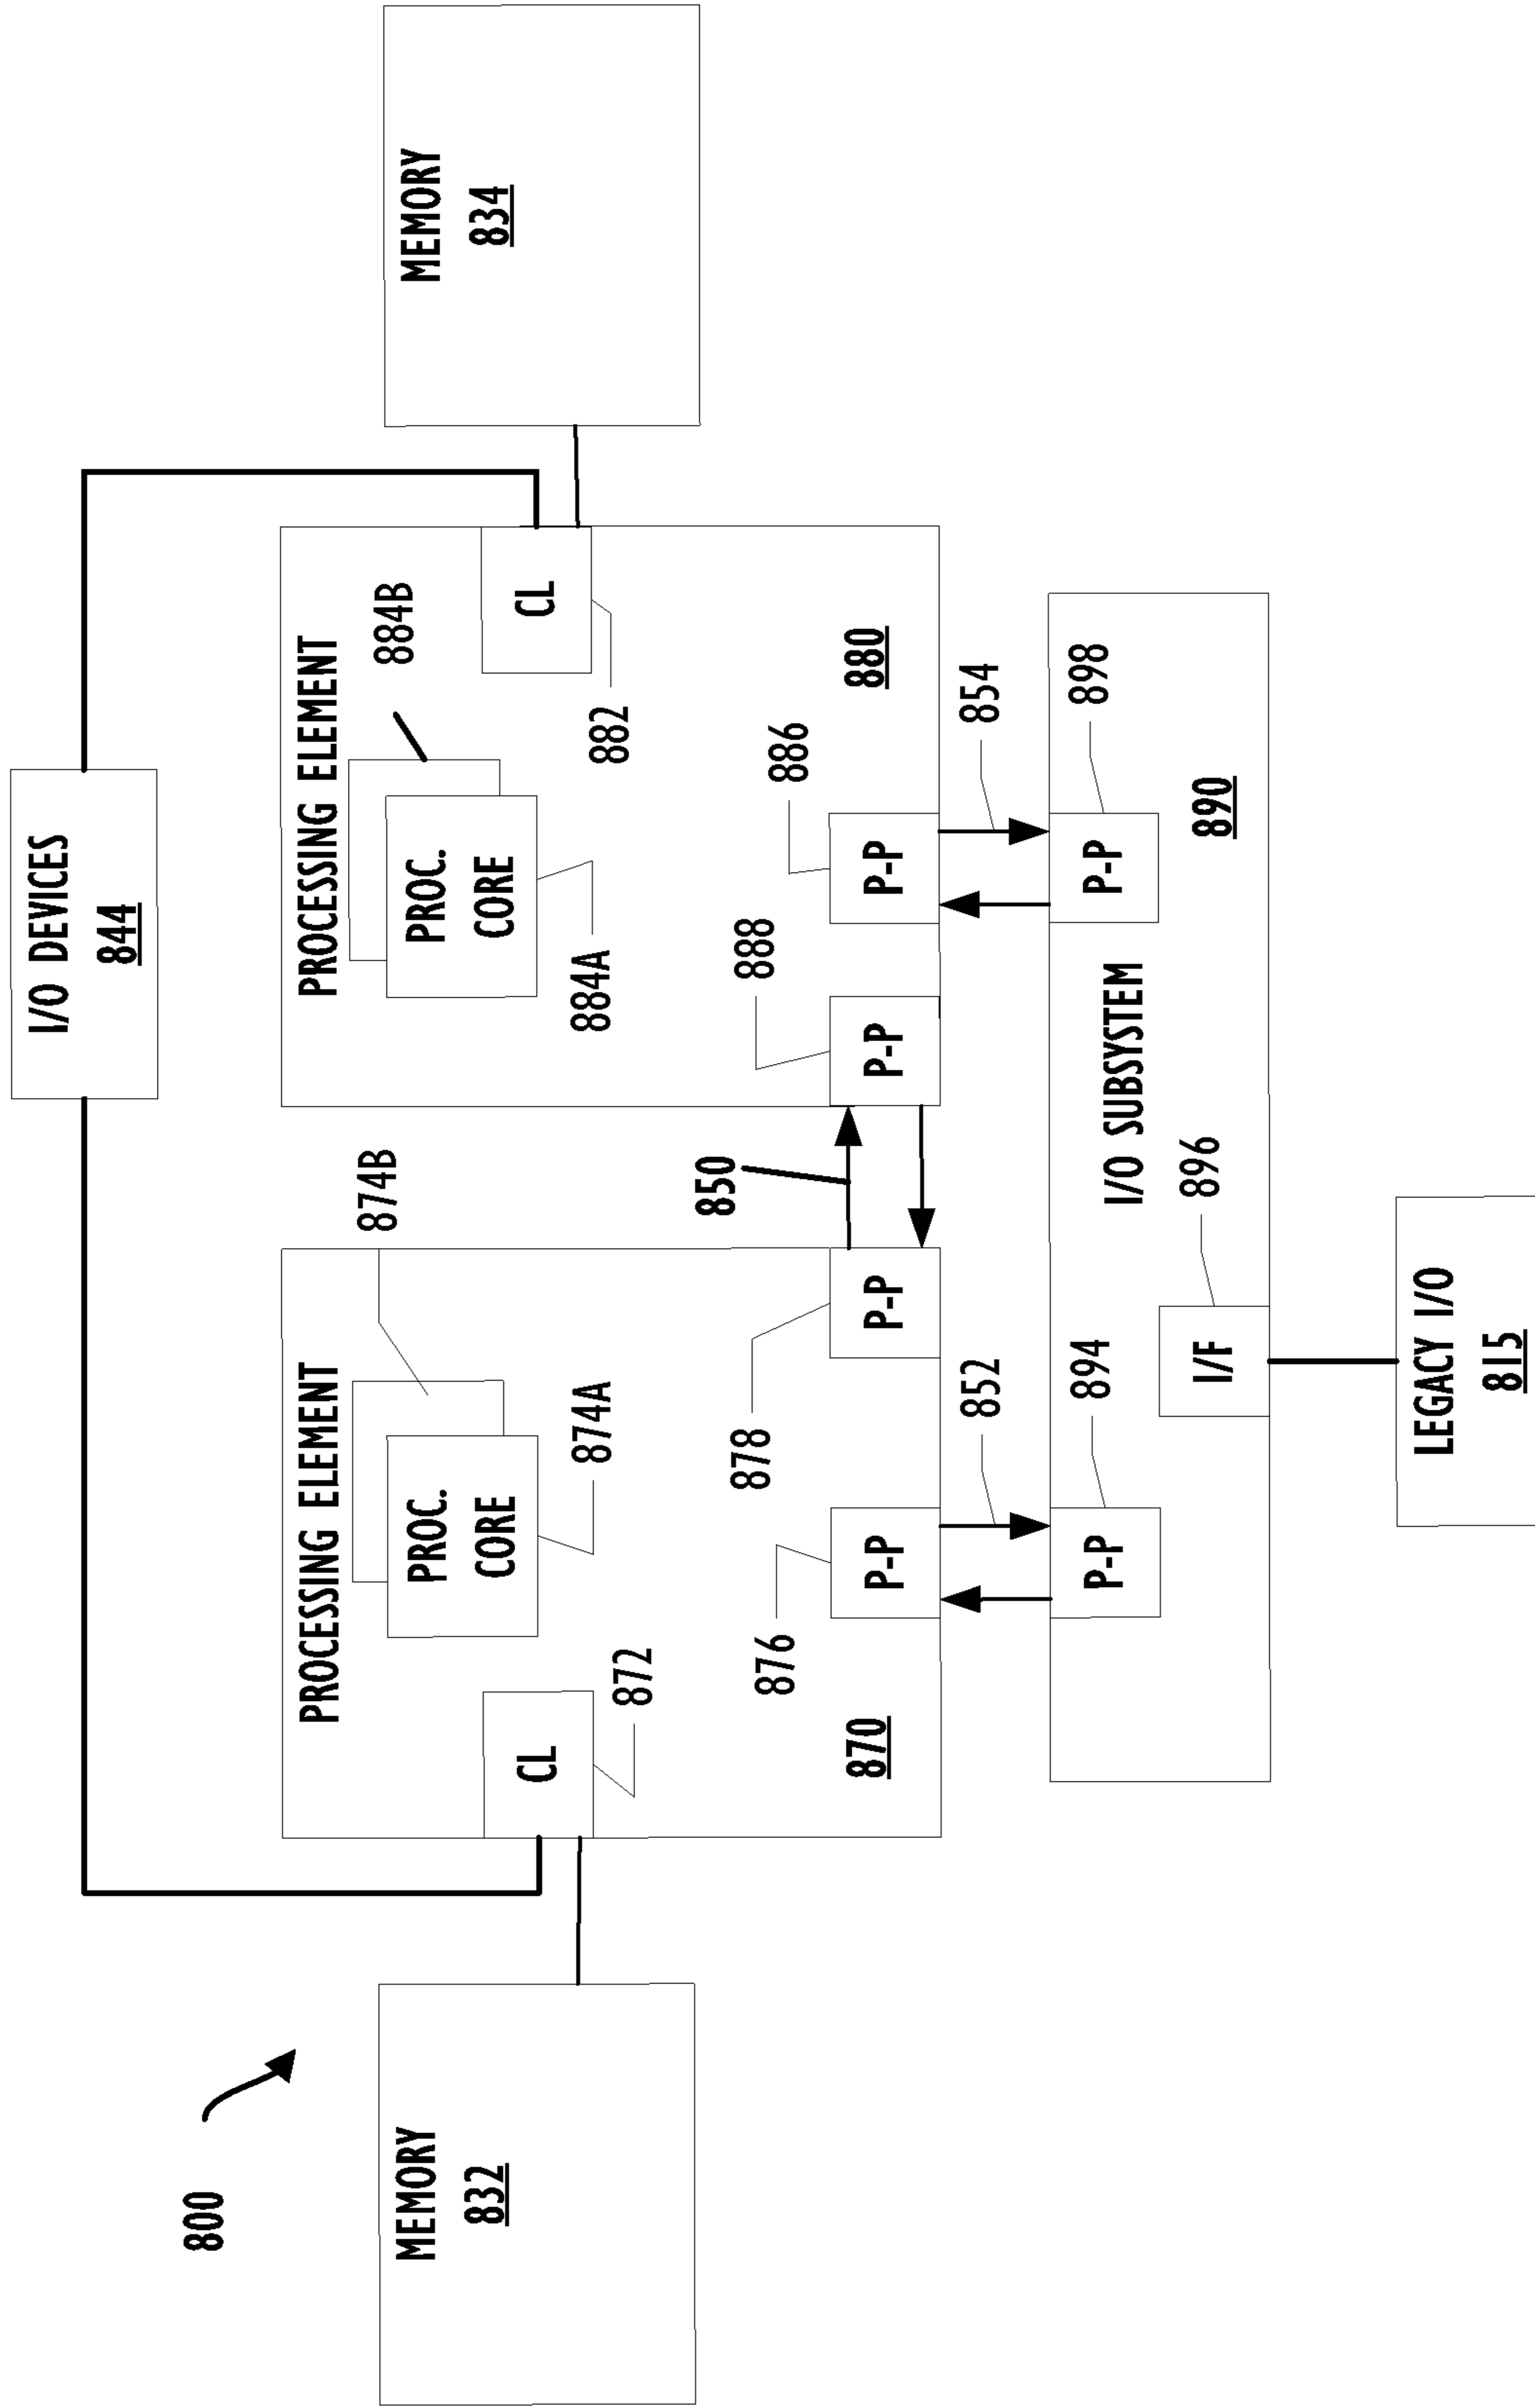 800
I/O DEVICES
844
MEMORY
832
PROCESSING ELEMENT
874B
PROC.
CORE
874A
CL
872
878
P-P
876
P-P
870
850
PROCESSING ELEMENT
884B
PROC.
CORE
884A
CL
882
888
P-P
886
P-P
880
MEMORY
834
852
854
894
P-P
898
P-P
I/O SUBSYSTEM
890
896
I/F
LEGACY I/O
815